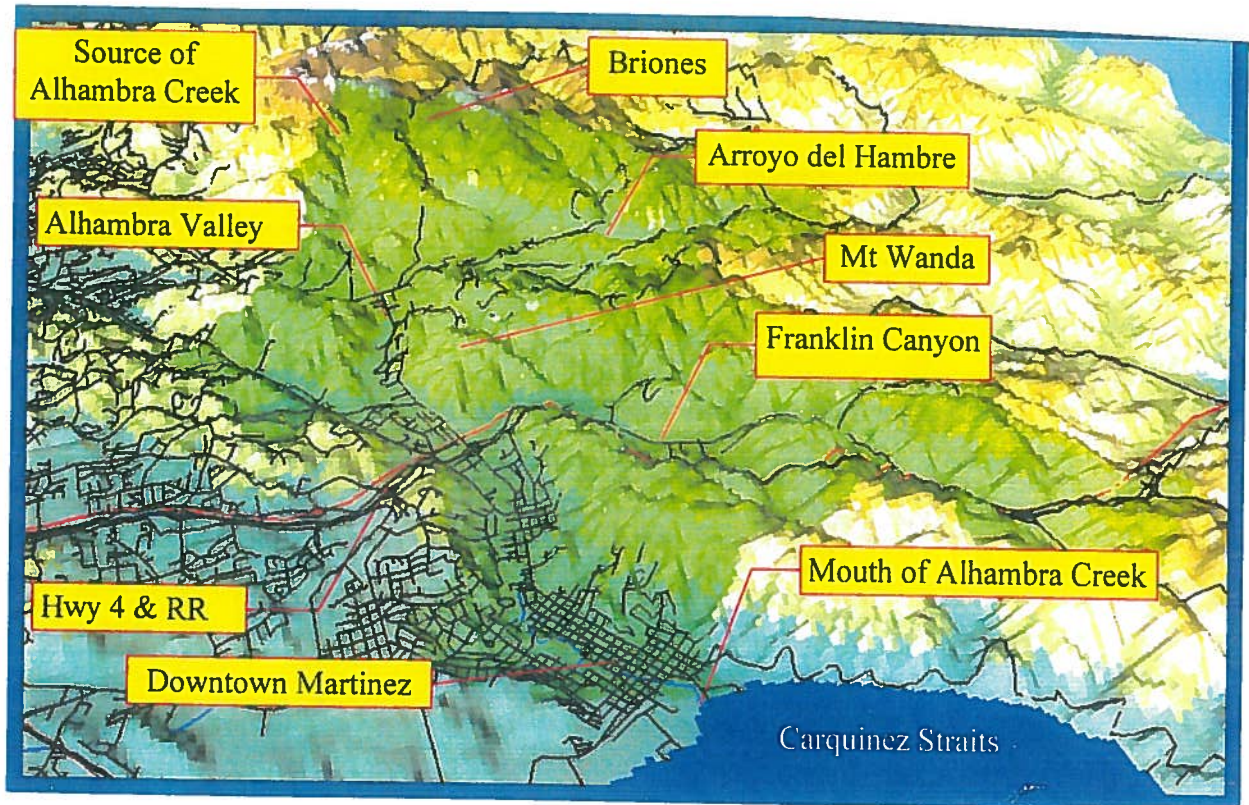 Source of
Alhambra Creek
Briones
Arroyo del Hambre
Alhambra Valley
Mt Wanda
Franklin Canyon
Mouth of Alhambra Creek
Hwy 4 & RR
Downtown Martinez
Carquinez Straits